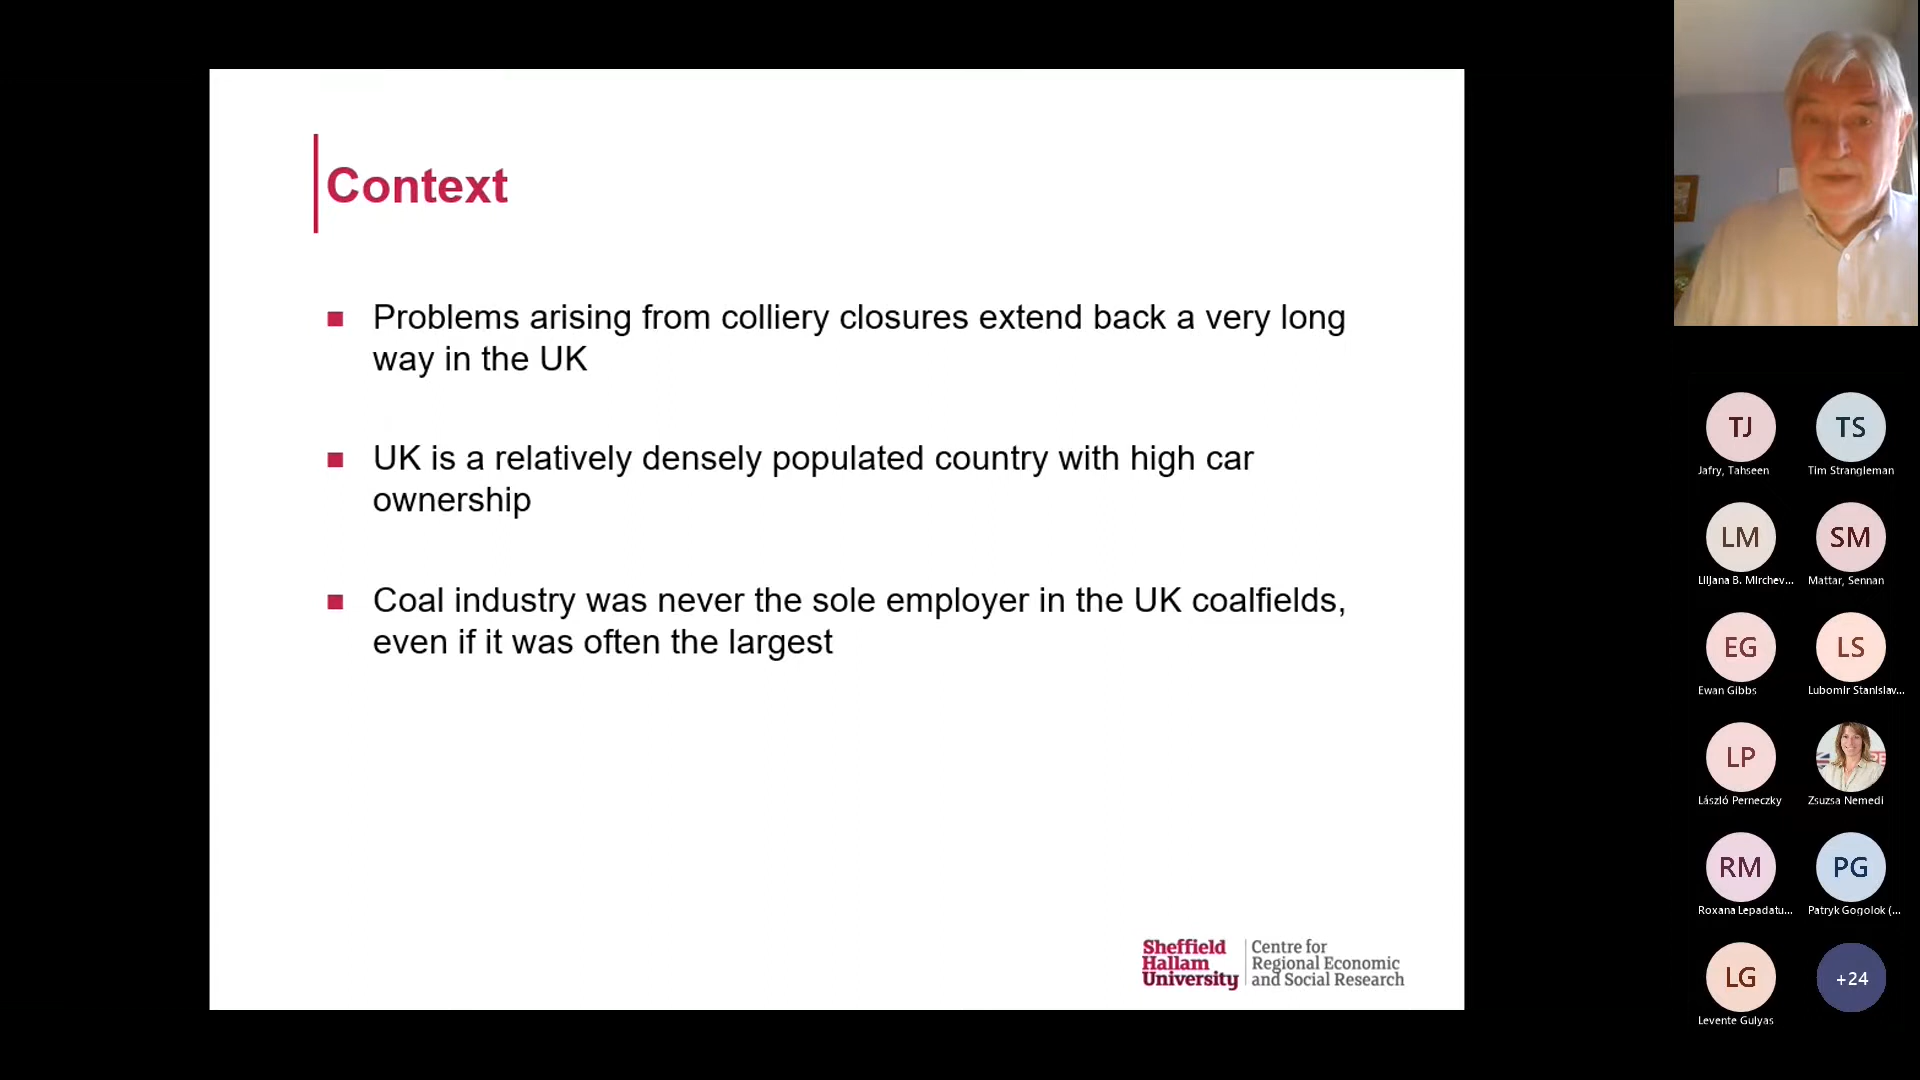 Context
Problems arising from colliery closures extend back a very long
way in the UK
UK is a relatively densely populated country with high car
ownership
Coal industry was never the sole employer in the UK coalfields,
even if it was often the largest
Sheffield
Hallam
University
Centre for
Regional Economic
and Social Research
TJ
Jafry, Tahseen
TS
Tim Strangleman
LM
Liljana B. Mirchev...
SM
Mattar, Sennan
EG
Ewan Gibbs
LS
Lubomir Stanislav...
LP
László Perneczky
Zsuzsa Nemedi
RM
Roxana Lepadatu...
PG
Patryk Gogolok (...
LG
Levente Gulyas
+24